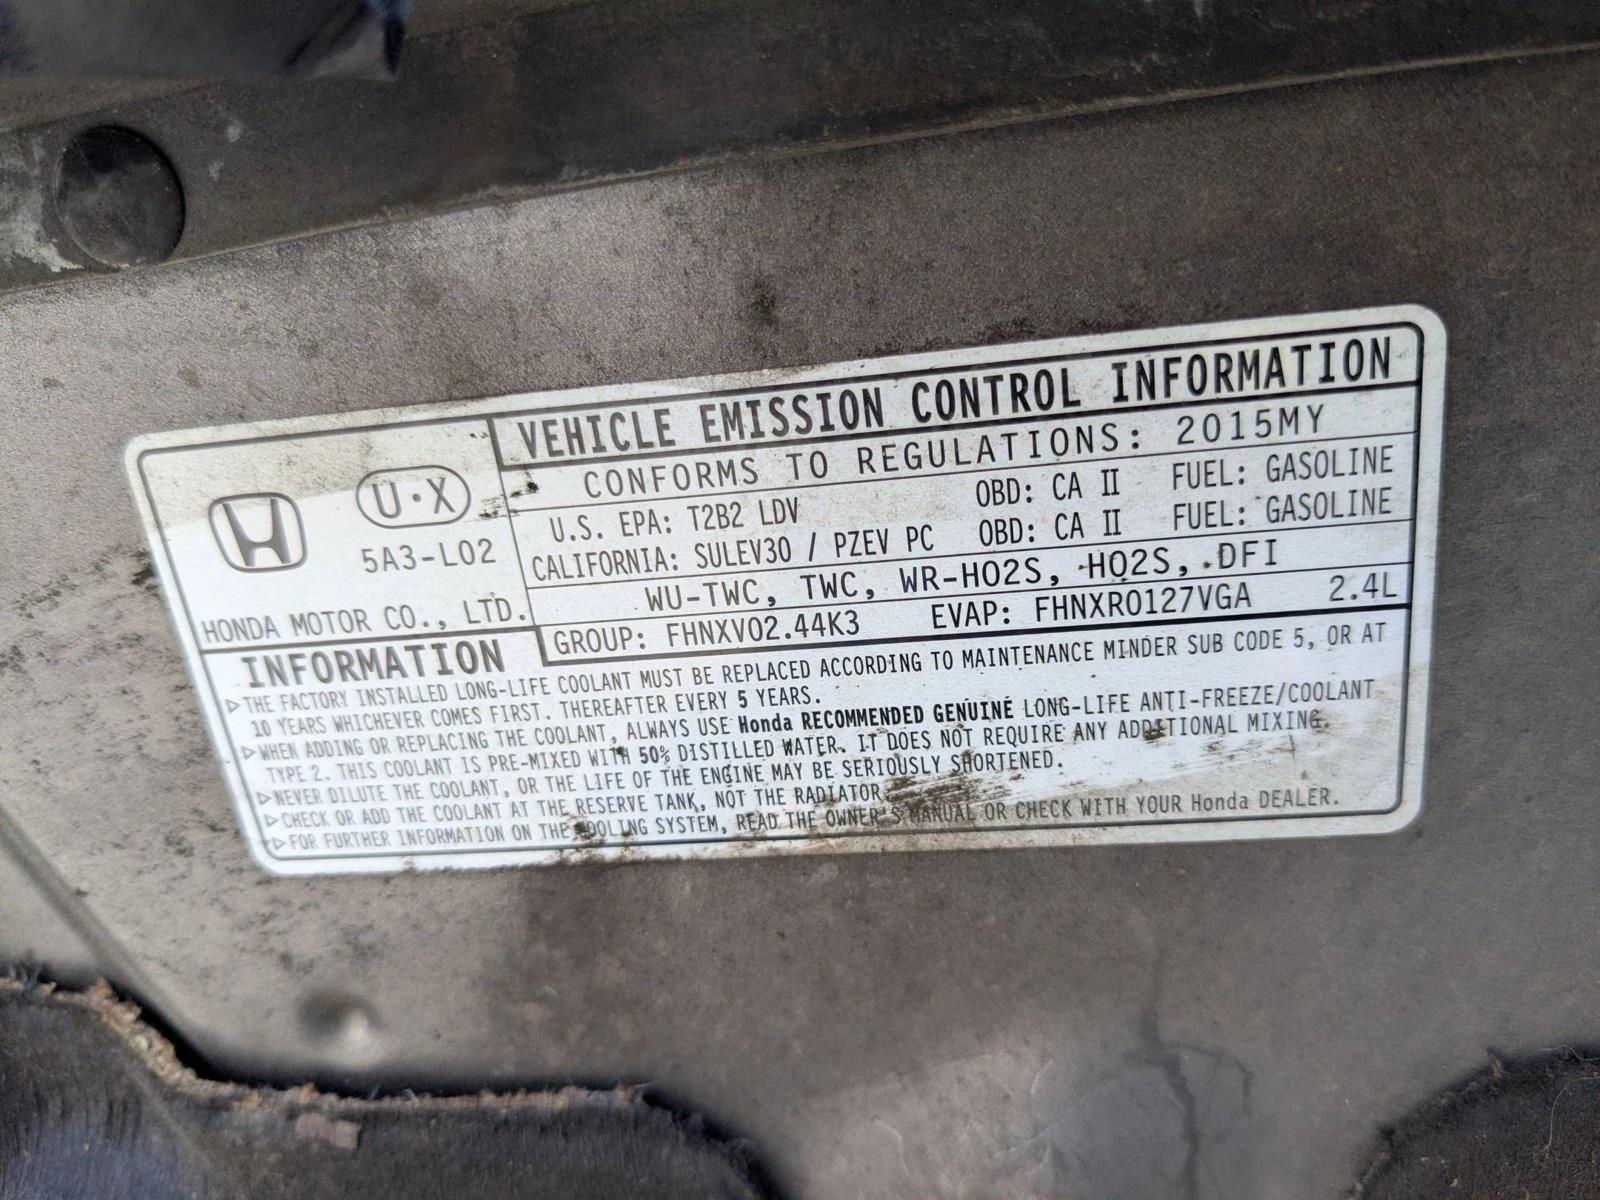 VEHICLE EMISSION CONTROL INFORMATION
CONFORMS TO REGULATIONS: 2015MY
U·X
5A3-L02
HONDA MOTOR CO., LTD.
U.S. EPA: T2B2 LDV OBD: CA II FUEL: GASOLINE
CALIFORNIA: SULEV30 / PZEV PC OBD: CA II FUEL: GASOLINE
WU-TWC, TWC, WR-HO2S, HO2S, DFI
GROUP: FHNXV02.44K3 EVAP: FHNXR0127VGA 2.4L
INFORMATION
▷THE FACTORY INSTALLED LONG-LIFE COOLANT MUST BE REPLACED ACCORDING TO MAINTENANCE MINDER SUB CODE 5, OR AT
10 YEARS WHICHEVER COMES FIRST. THEREAFTER EVERY 5 YEARS.
▷WHEN ADDING OR REPLACING THE COOLANT, ALWAYS USE Honda RECOMMENDED GENUINE LONG-LIFE ANTI-FREEZE/COOLANT
TYPE 2. THIS COOLANT IS PRE-MIXED WITH 50% DISTILLED WATER. IT DOES NOT REQUIRE ANY ADDITIONAL MIXING.
▷NEVER DILUTE THE COOLANT, OR THE LIFE OF THE ENGINE MAY BE SERIOUSLY SHORTENED.
▷CHECK OR ADD THE COOLANT AT THE RESERVE TANK, NOT THE RADIATOR.
▷FOR FURTHER INFORMATION ON THE COOLING SYSTEM, READ THE OWNER'S MANUAL OR CHECK WITH YOUR Honda DEALER.